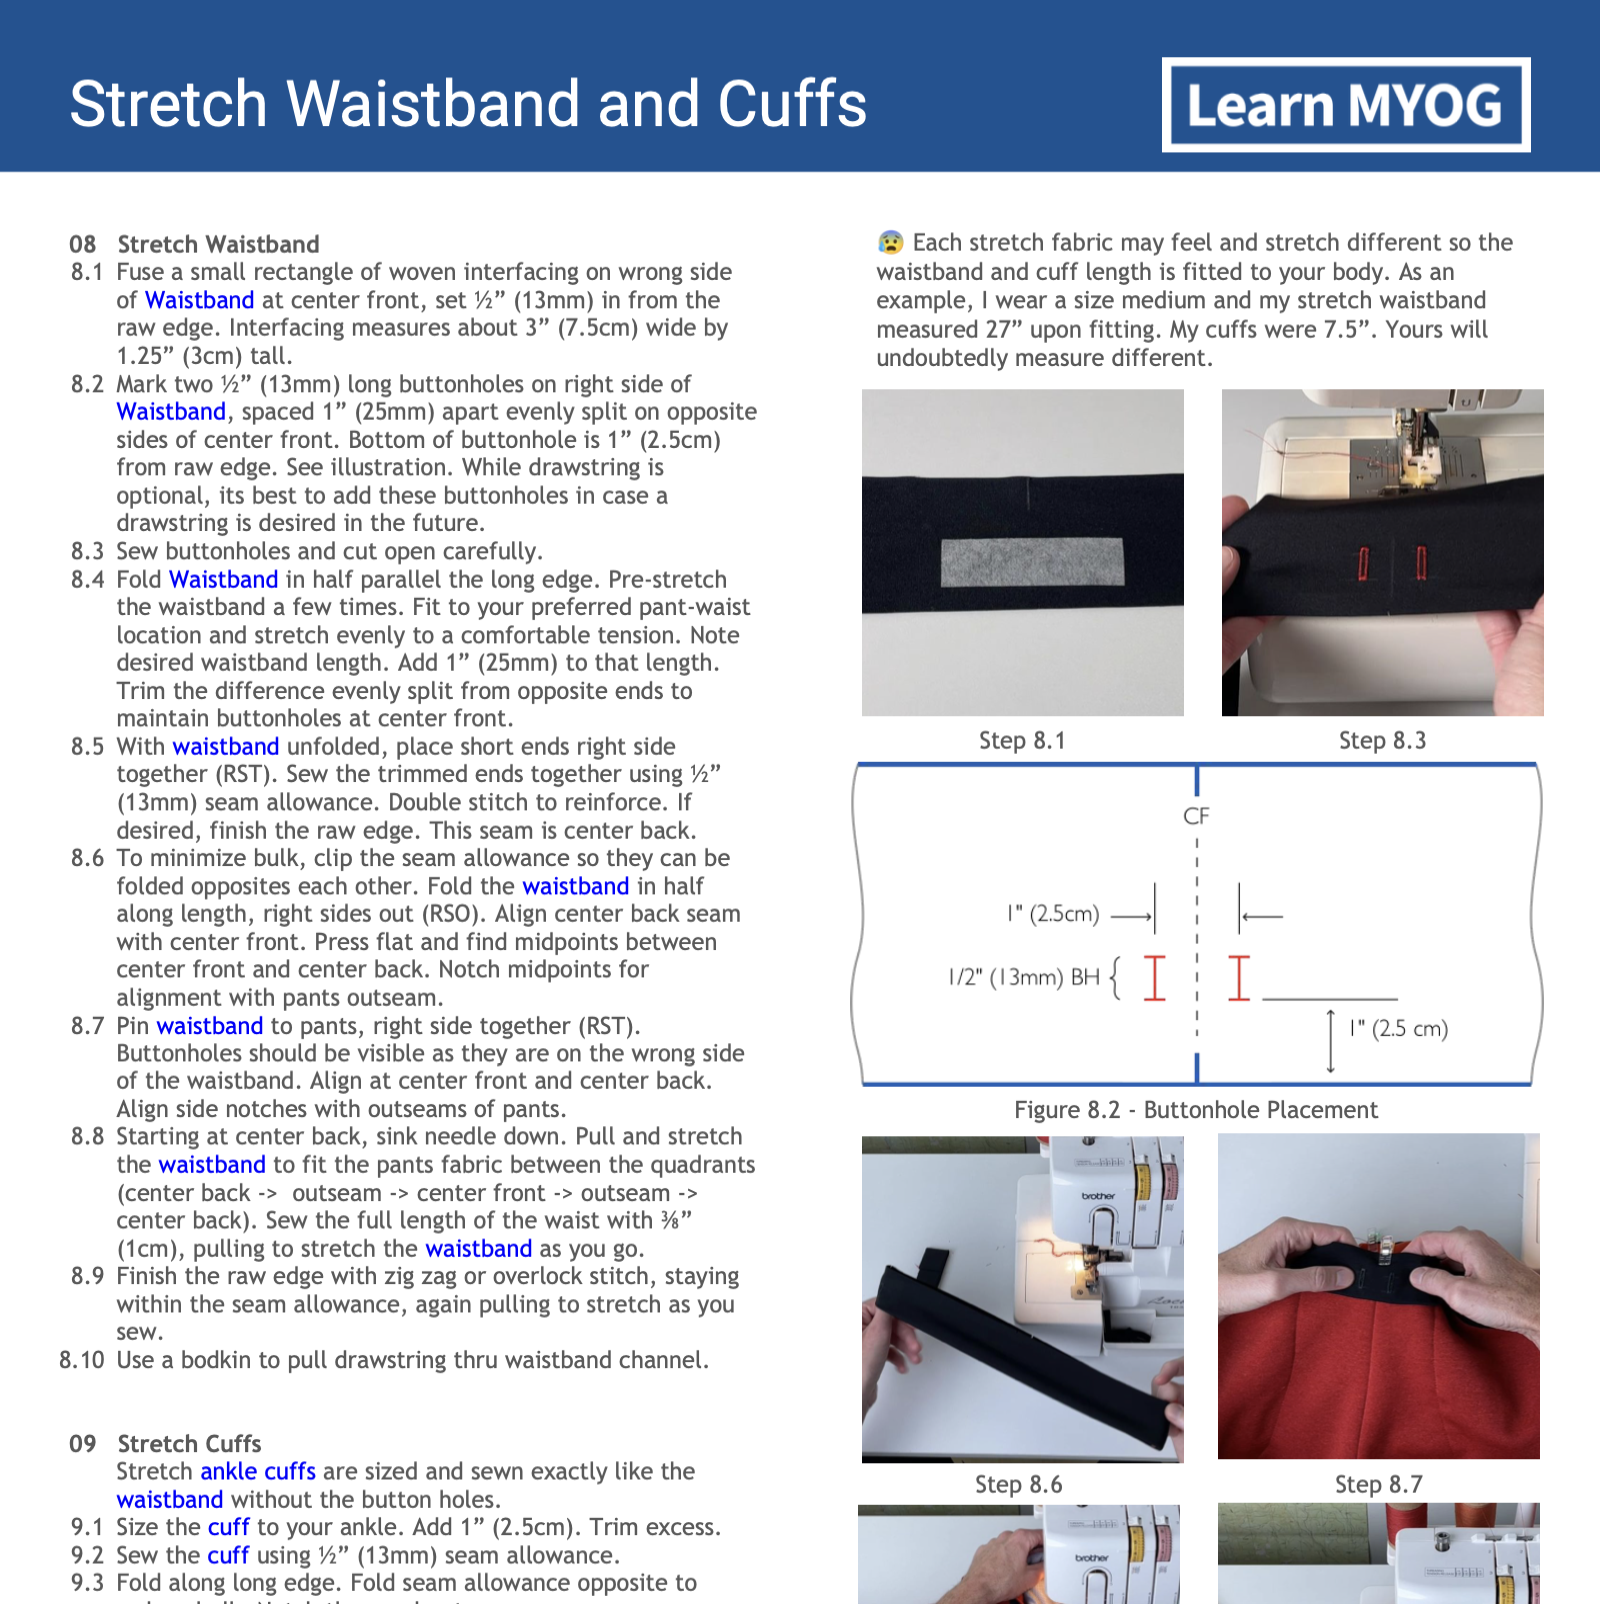 Stretch Waistband and Cuffs
Learn MYOG
08 Stretch Waistband
8.1 Fuse a small rectangle of woven interfacing on wrong side
of Waistband at center front, set ½” (13mm) in from the
raw edge. Interfacing measures about 3” (7.5cm) wide by
1.25” (3cm) tall.
8.2 Mark two ½” (13mm) long buttonholes on right side of
Waistband, spaced 1” (25mm) apart evenly split on opposite
sides of center front. Bottom of buttonhole is 1” (2.5cm)
from raw edge. See illustration. While drawstring is
optional, its best to add these buttonholes in case a
drawstring is desired in the future.
8.3 Sew buttonholes and cut open carefully.
8.4 Fold Waistband in half parallel the long edge. Pre-stretch
the waistband a few times. Fit to your preferred pant-waist
location and stretch evenly to a comfortable tension. Note
desired waistband length. Add 1” (25mm) to that length.
Trim the difference evenly split from opposite ends to
maintain buttonholes at center front.
8.5 With waistband unfolded, place short ends right side
together (RST). Sew the trimmed ends together using ½”
(13mm) seam allowance. Double stitch to reinforce. If
desired, finish the raw edge. This seam is center back.
8.6 To minimize bulk, clip the seam allowance so they can be
folded opposites each other. Fold the waistband in half
along length, right sides out (RSO). Align center back seam
with center front. Press flat and find midpoints between
center front and center back. Notch midpoints for
alignment with pants outseam.
8.7 Pin waistband to pants, right side together (RST).
Buttonholes should be visible as they are on the wrong side
of the waistband. Align at center front and center back.
Align side notches with outseams of pants.
8.8 Starting at center back, sink needle down. Pull and stretch
the waistband to fit the pants fabric between the quadrants
(center back -> outseam -> center front -> outseam ->
center back). Sew the full length of the waist with ⅜”
(1cm), pulling to stretch the waistband as you go.
8.9 Finish the raw edge with zig zag or overlock stitch, staying
within the seam allowance, again pulling to stretch as you
sew.
8.10 Use a bodkin to pull drawstring thru waistband channel.
09 Stretch Cuffs
Stretch ankle cuffs are sized and sewn exactly like the
waistband without the button holes.
9.1 Size the cuff to your ankle. Add 1” (2.5cm). Trim excess.
9.2 Sew the cuff using ½” (13mm) seam allowance.
9.3 Fold along long edge. Fold seam allowance opposite to
😰 Each stretch fabric may feel and stretch different so the
waistband and cuff length is fitted to your body. As an
example, I wear a size medium and my stretch waistband
measured 27” upon fitting. My cuffs were 7.5”. Yours will
undoubtedly measure different.
Step 8.1
Step 8.3
CF
1" (2.5cm)
1/2" (13mm) BH
1" (2.5 cm)
Figure 8.2 - Buttonhole Placement
brother
Step 8.6
Step 8.7
brother